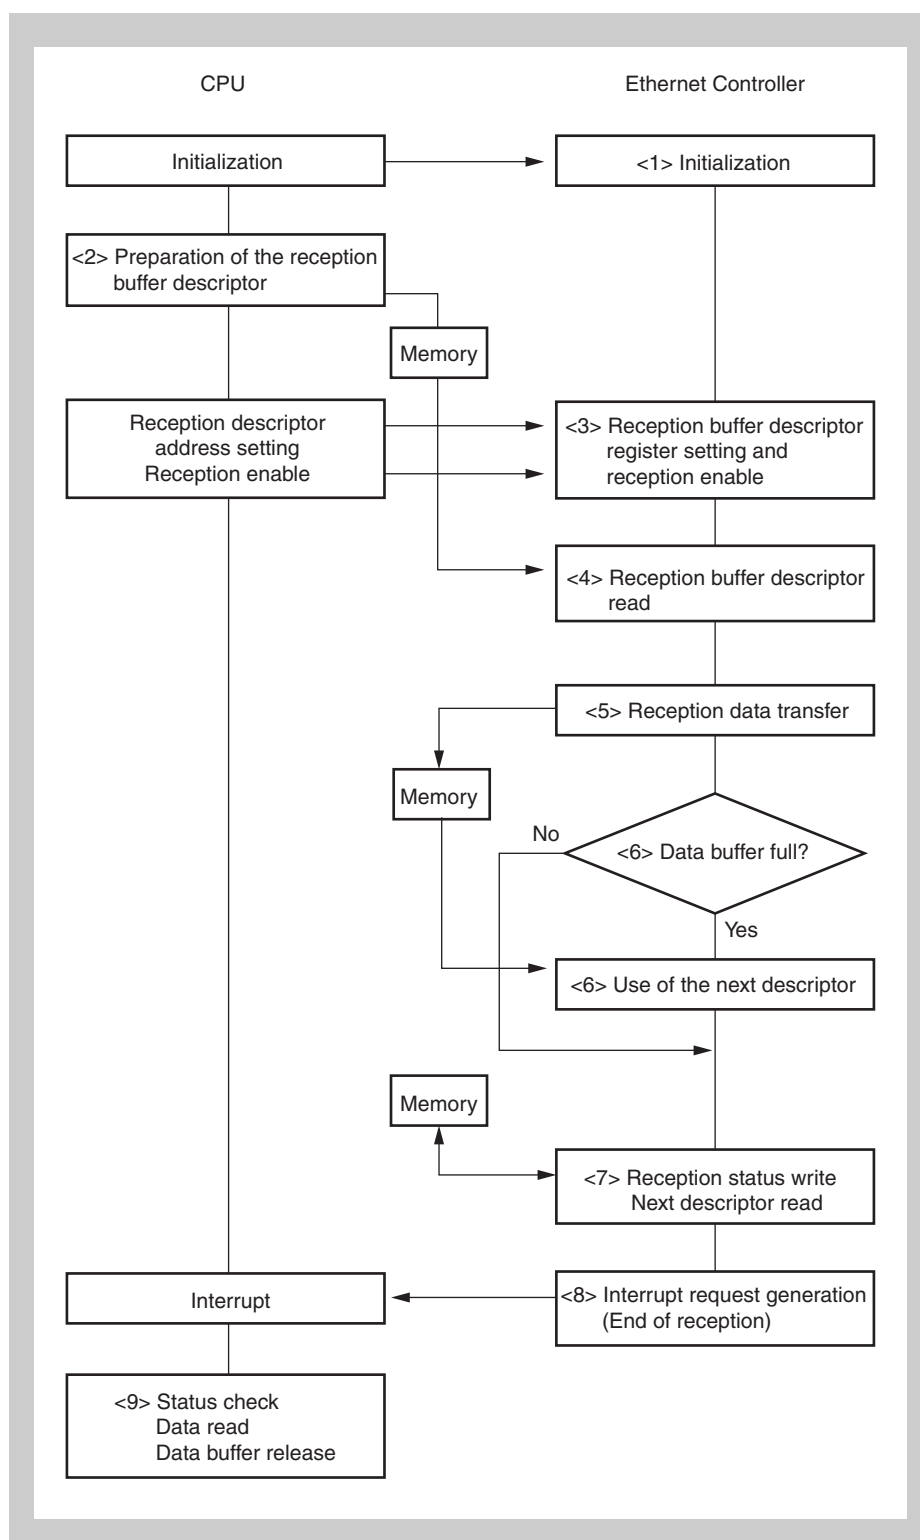 CPU
Ethernet Controller
Initialization
<1> Initialization
<2> Preparation of the reception
buffer descriptor
Memory
Reception descriptor
address setting
Reception enable
<3> Reception buffer descriptor
register setting and
reception enable
<4> Reception buffer descriptor
read
<5> Reception data transfer
Memory
No
<6> Data buffer full?
Yes
<6> Use of the next descriptor
Memory
<7> Reception status write
Next descriptor read
Interrupt
<8> Interrupt request generation
(End of reception)
<9> Status check
Data read
Data buffer release